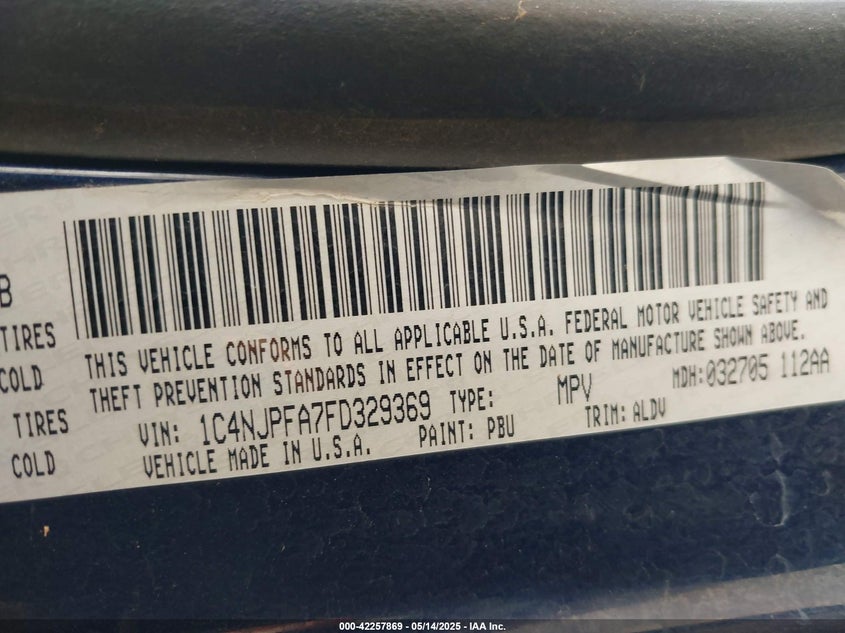 B
TIRES
COLD
TIRES
COLD
THIS VEHICLE CONFORMS TO ALL APPLICABLE U.S.A. FEDERAL MOTOR VEHICLE SAFETY AND
THEFT PREVENTION STANDARDS IN EFFECT ON THE DATE OF MANUFACTURE SHOWN ABOVE.
VIN: 1C4NJPFA7FD329369 TYPE: MPV MDH:032705 112AA
VEHICLE MADE IN U.S.A. PAINT: PBU TRIM: ALDV
000-42257869 - 05/14/2025 - IAA Inc.